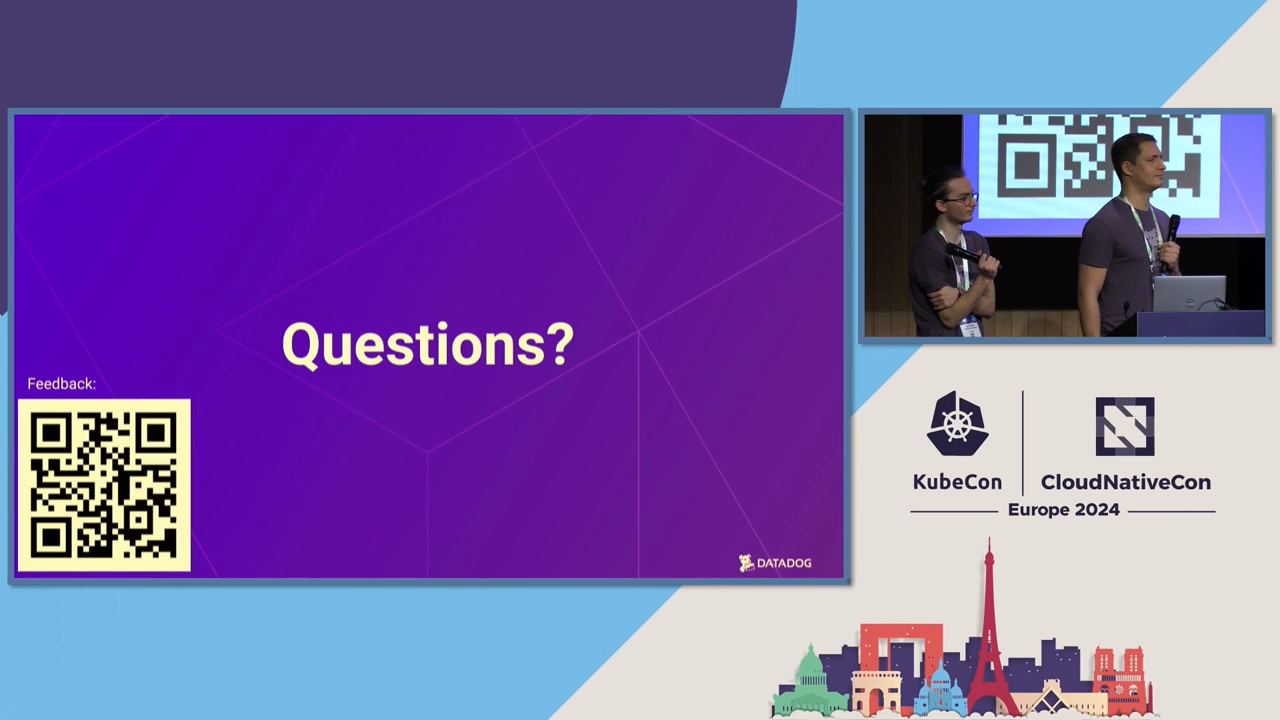 Questions?
Feedback:
DATADOG
KubeCon
CloudNativeCon
Europe 2024